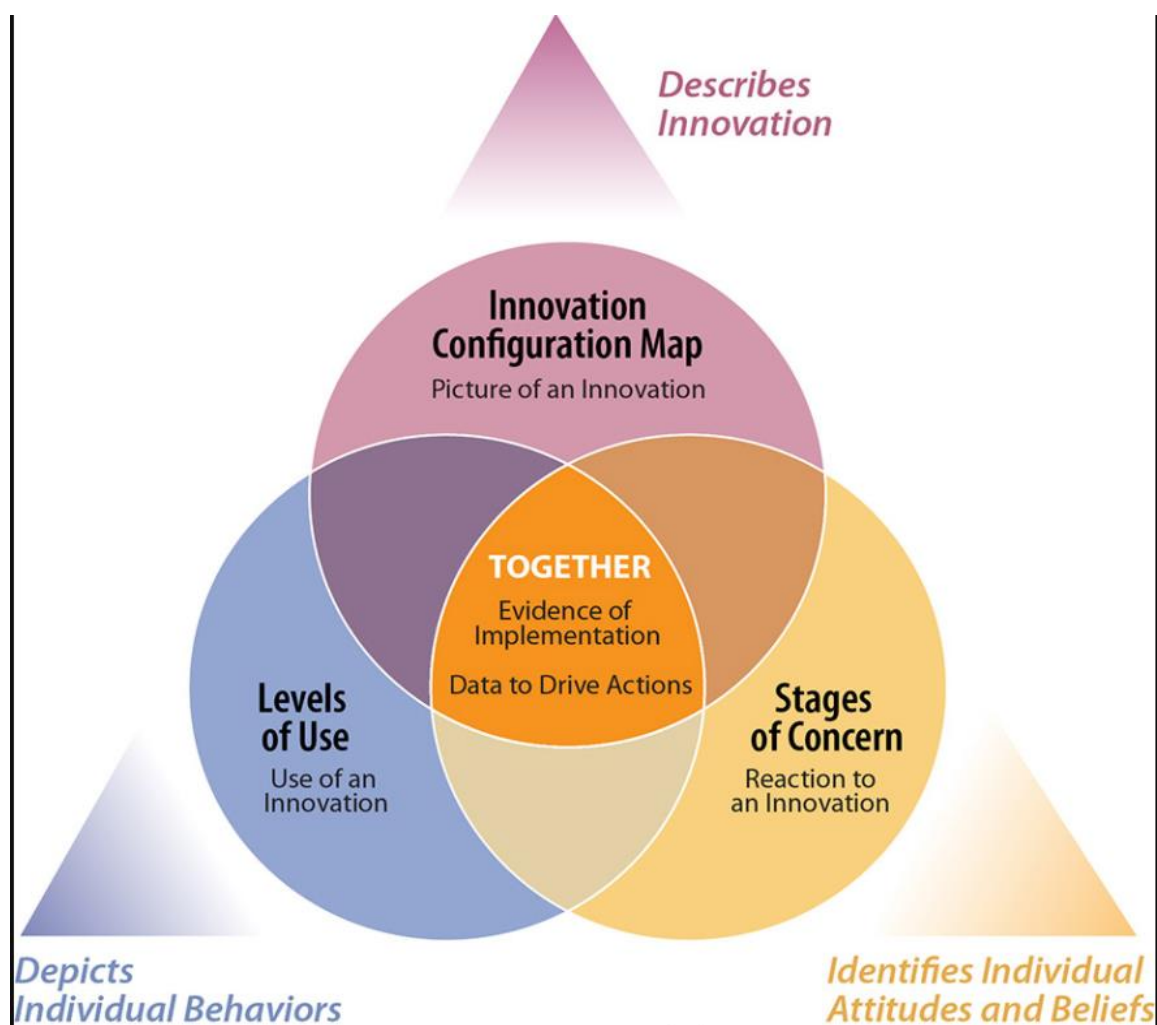 Describes
Innovation
Innovation
Configuration Map
Picture of an Innovation
TOGETHER
Evidence of
Implementation
Data to Drive Actions
Levels
of Use
Use of an
Innovation
Stages
of Concern
Reaction to
an Innovation
Depicts
Individual Behaviors
Identifies Individual
Attitudes and Beliefs